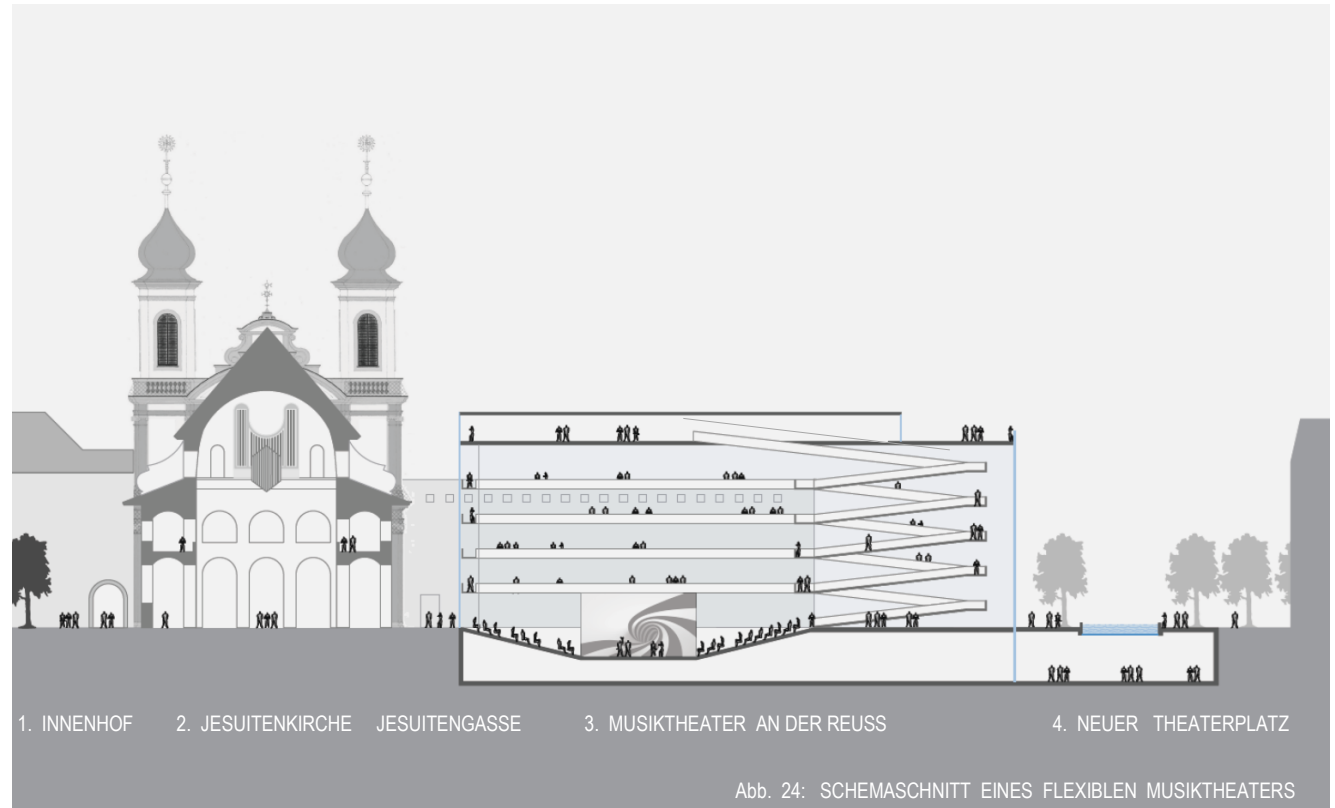 1. INNENHOF 2. JESUITENKIRCHE JESUITENGASSE 3. MUSIKTHEATER AN DER REUSS 4. NEUER THEATERPLATZ
Abb. 24: SCHEMASCHNITT EINES FLEXIBLEN MUSIKTHEATERS